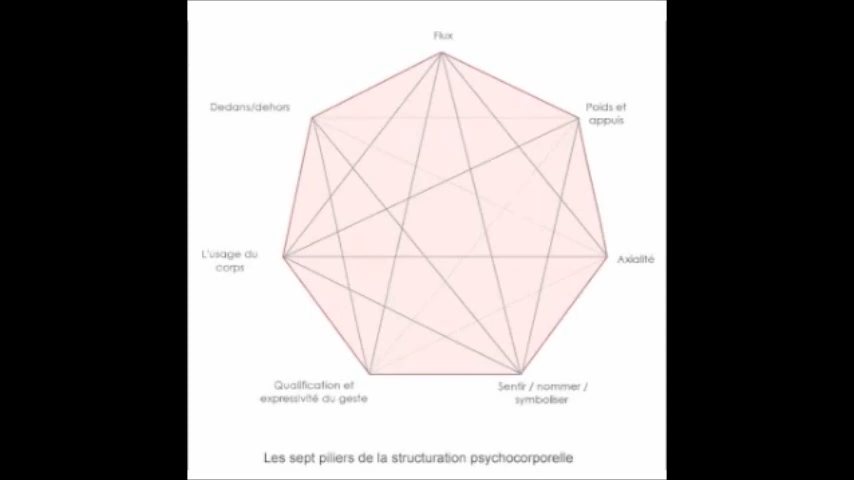 Flux
Dedans/dehors
Poids et
appuis
L'usage du
corps
Axialité
Qualification et
expressivité du geste
Sentir / nommer /
symboliser
Les sept piliers de la structuration psychocorporelle